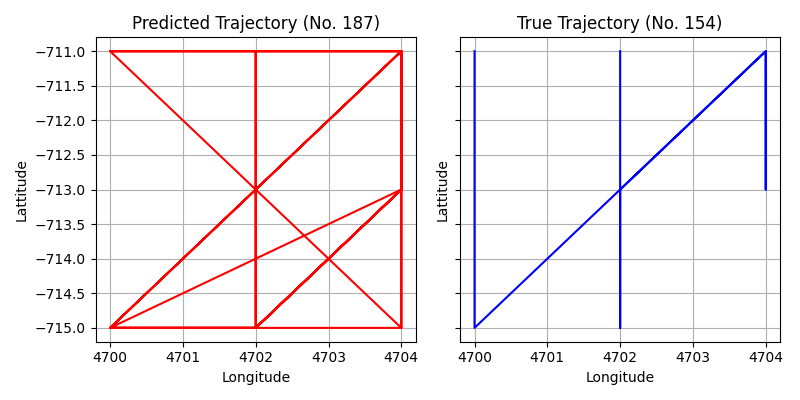 Predicted Trajectory (No. 187)
True Trajectory (No. 154)
−711.0
−711.5
−712.0
−712.5
−713.0
−713.5
−714.0
−714.5
−715.0
Lattitude
Lattitude
4700 4701 4702 4703 4704
4700 4701 4702 4703 4704
Longitude
Longitude